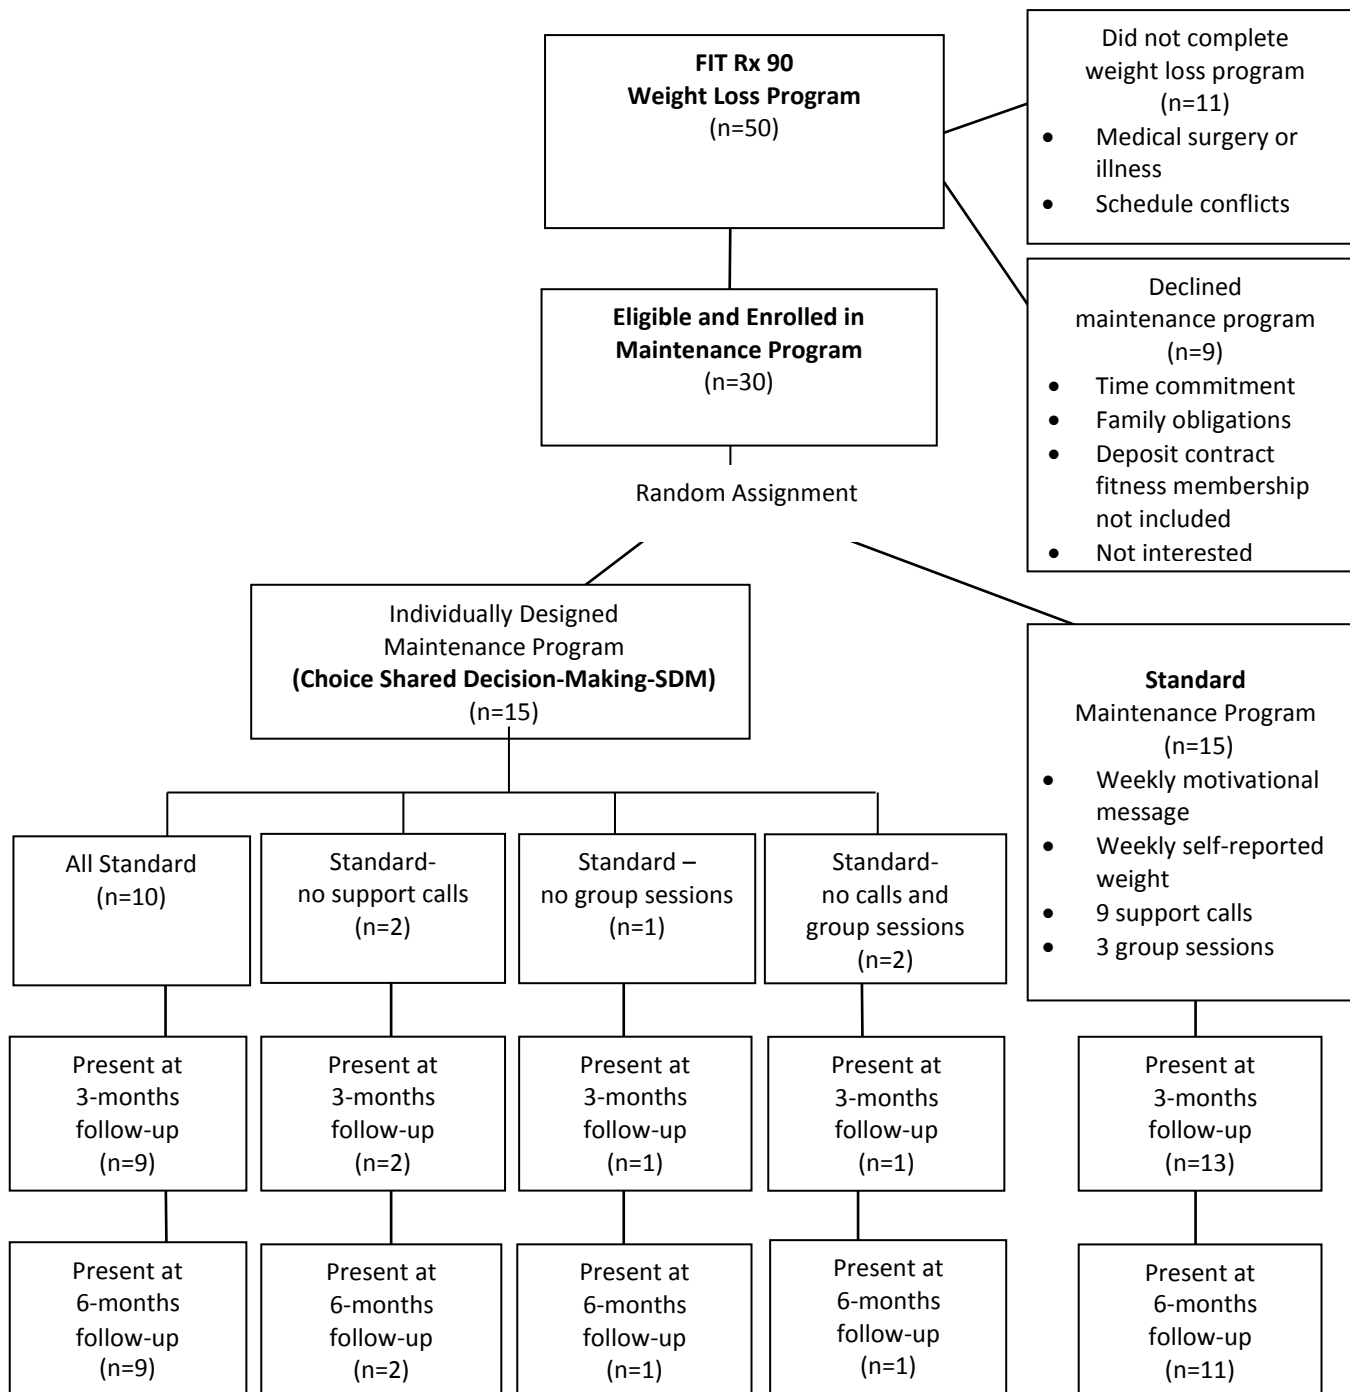 FIT Rx 90
Weight Loss Program
(n=50)
Did not complete
weight loss program
(n=11)
• Medical surgery or
illness
• Schedule conflicts
Eligible and Enrolled in
Maintenance Program
(n=30)
Declined
maintenance program
(n=9)
• Time commitment
• Family obligations
• Deposit contract
fitness membership
not included
• Not interested
Random Assignment
Individually Designed
Maintenance Program
(Choice Shared Decision-Making-SDM)
(n=15)
Standard
Maintenance Program
(n=15)
• Weekly motivational
message
• Weekly self-reported
weight
• 9 support calls
• 3 group sessions
All Standard
(n=10)
Standard-
no support calls
(n=2)
Standard –
no group sessions
(n=1)
Standard-
no calls and
group sessions
(n=2)
Present at
3-months
follow-up
(n=9)
Present at
3-months
follow-up
(n=2)
Present at
3-months
follow-up
(n=1)
Present at
3-months
follow-up
(n=1)
Present at
3-months
follow-up
(n=13)
Present at
6-months
follow-up
(n=9)
Present at
6-months
follow-up
(n=2)
Present at
6-months
follow-up
(n=1)
Present at
6-months
follow-up
(n=1)
Present at
6-months
follow-up
(n=11)